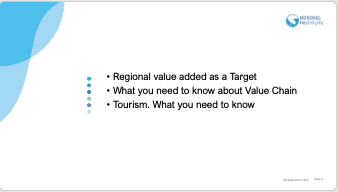 MEKONG
INSTITUTE
• Regional value added as a Target
• What you need to know about Value Chain
• Tourism. What you need to know